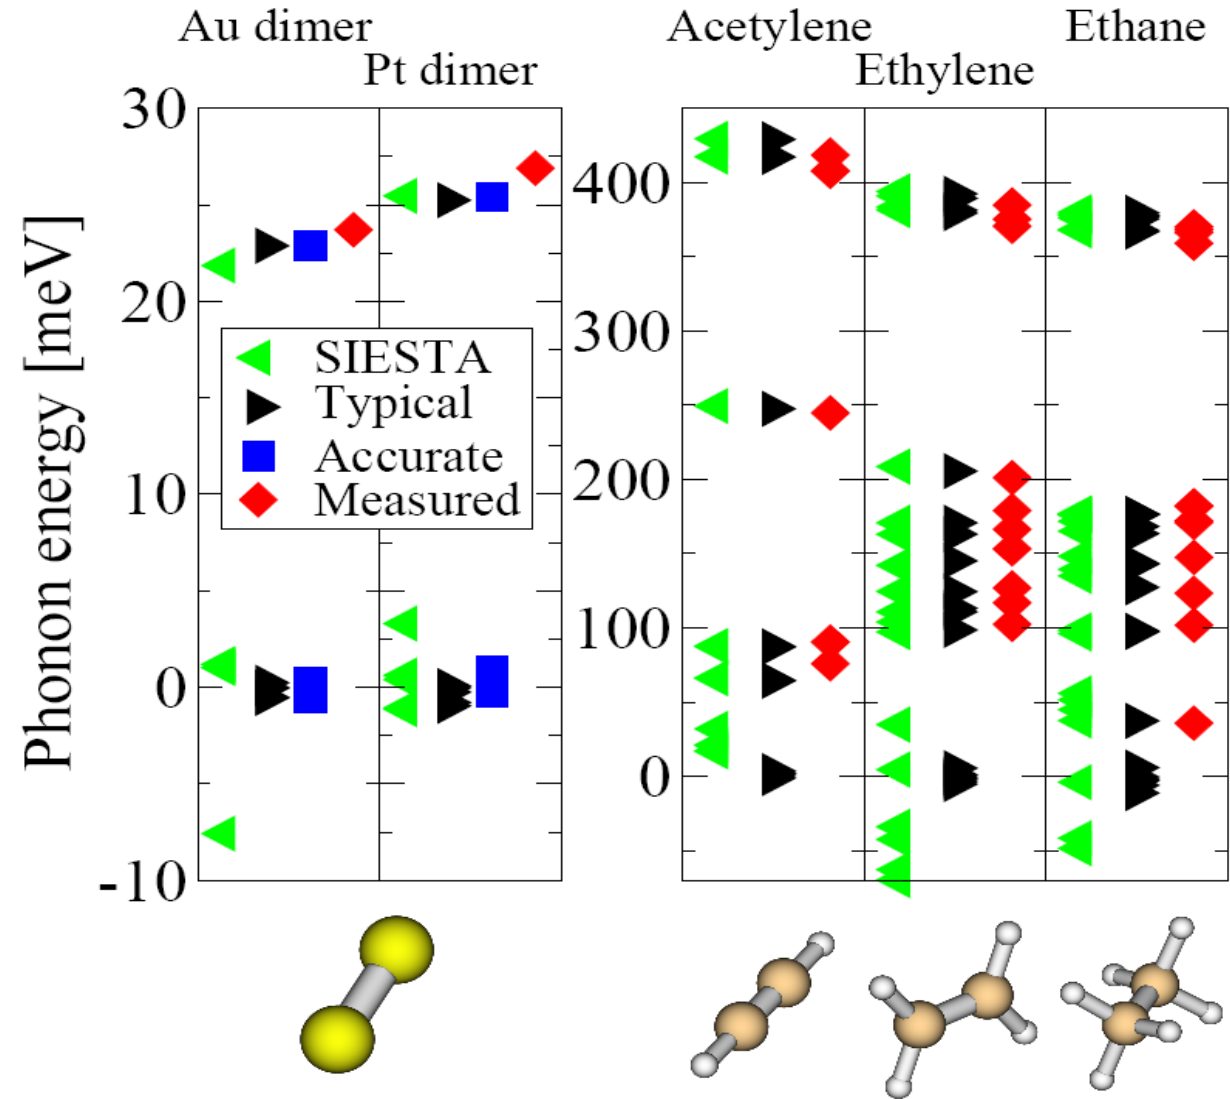 Au dimer
Pt dimer
Acetylene
Ethylene
Ethane
Phonon energy [meV]
30
20
10
0
-10
SIESTA
Typical
Accurate
Measured
400
300
200
100
0